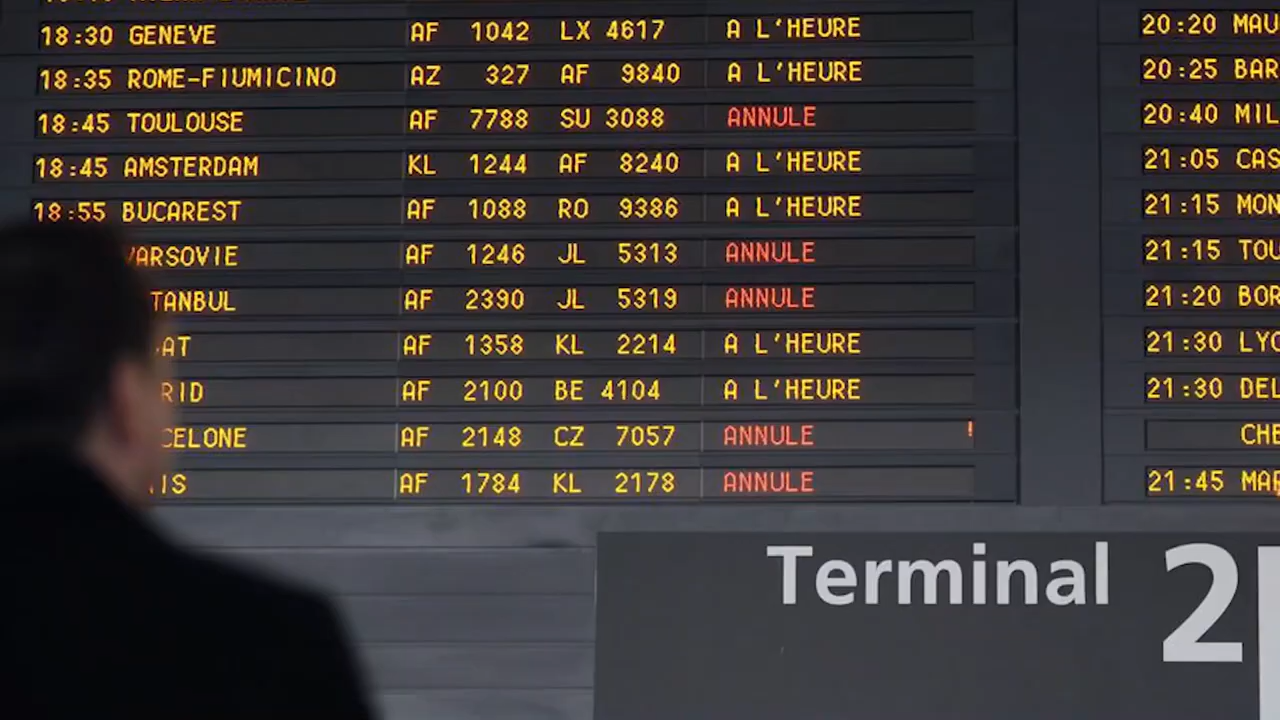 18:30 GENEVE AF 1042 LX 4617 A L'HEURE
18:35 ROME-FIUMICINO AZ 327 AF 9840 A L'HEURE
18:45 TOULOUSE AF 7788 SU 3088 ANNULE
18:45 AMSTERDAM KL 1244 AF 8240 A L'HEURE
18:55 BUCAREST AF 1088 RO 9386 A L'HEURE
VARSOVIE AF 1246 JL 5313 ANNULE
TANBUL AF 2390 JL 5319 ANNULE
AT AF 1358 KL 2214 A L'HEURE
RID AF 2100 BE 4104 A L'HEURE
CELONE AF 2148 CZ 7057 ANNULE !
IS AF 1784 KL 2178 ANNULE
20:20 MAU
20:25 BAR
20:40 MIL
21:05 CAS
21:15 MON
21:15 TOU
21:20 BOR
21:30 LYO
21:30 DEL
CHE
21:45 MAR
Terminal 2